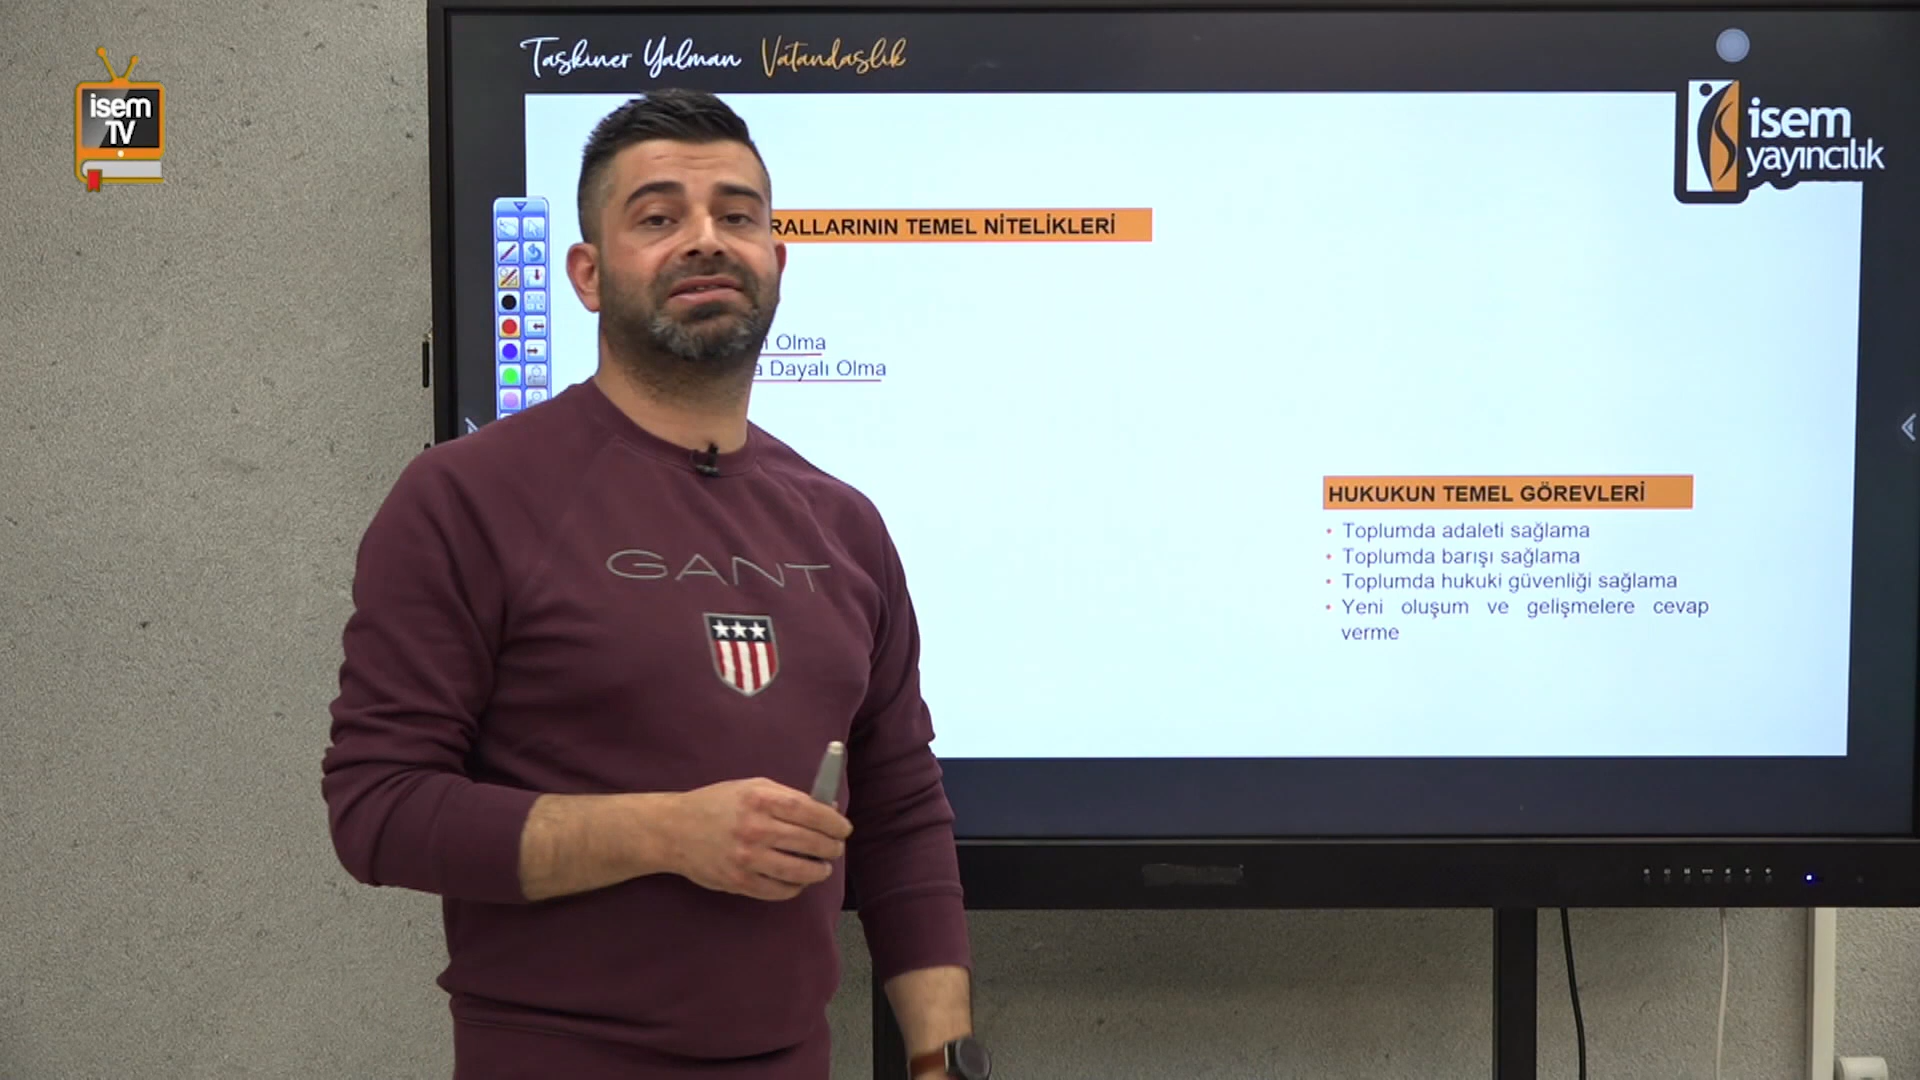 isem
TV
Taşkıner Yalman Vatandaşlık
isem
yayıncılık
RALLARININ TEMEL NİTELİKLERİ
Olma
Dayalı Olma
HUKUKUN TEMEL GÖREVLERİ
• Toplumda adaleti sağlama
• Toplumda barışı sağlama
• Toplumda hukuki güvenliği sağlama
• Yeni oluşum ve gelişmelere cevap
verme
GANT